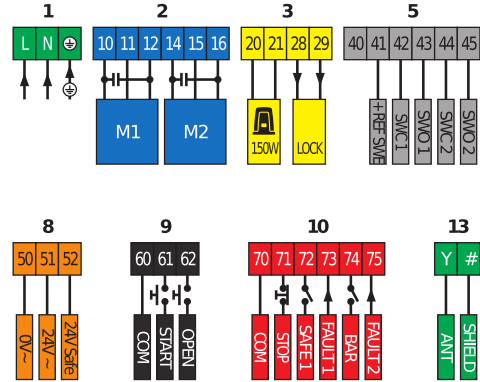 1 2 3 5
L N
10 11 12 14 15 16
20 21 28 29
40 41 42 43 44 45
M1 M2
150W LOCK
+REF SWE
SWC 1
SWO 1
SWC 2
SWO 2
8 9 10 13
50 51 52
60 61 62
70 71 72 73 74 75
Y #
0V~
24V~
24V Safe
COM
START
OPEN
COM
STOP
SAFE 1
FAULT 1
BAR
FAULT 2
ANT
SHIELD